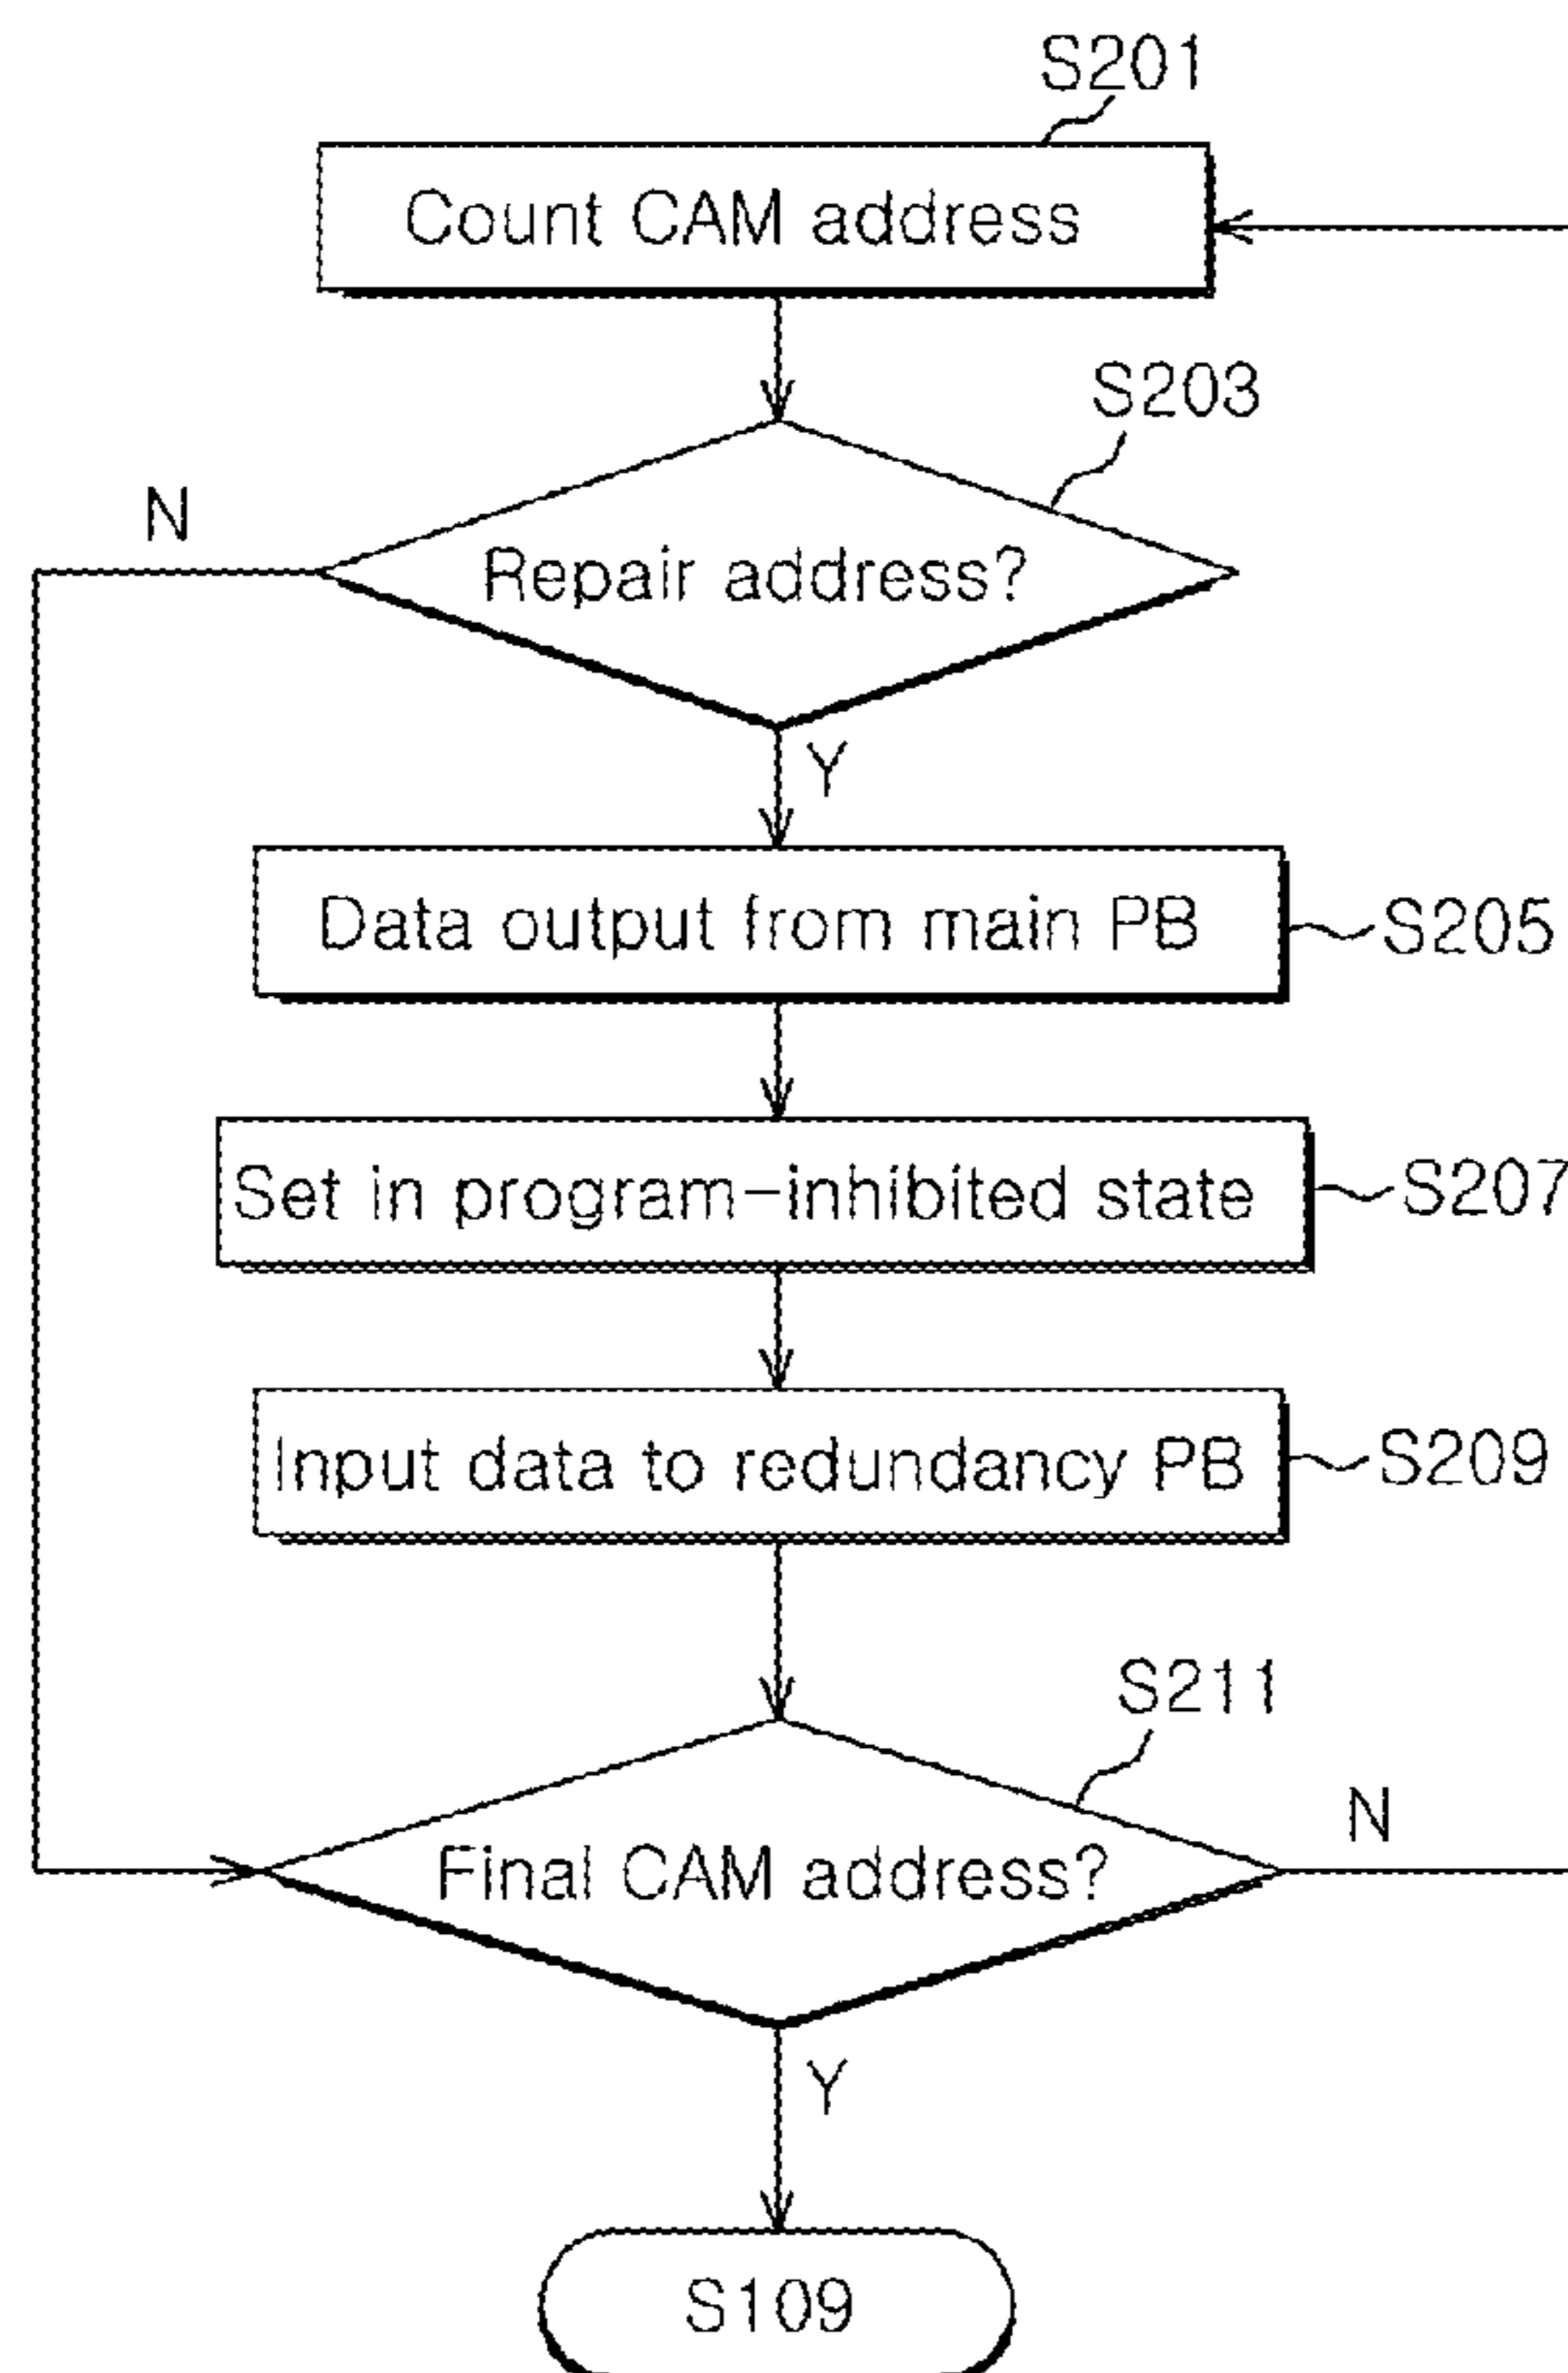 S201
Count CAM address
S203
N
Repair address?
Y
Data output from main PB
S205
Set in program-inhibited state
S207
Input data to redundancy PB
S209
S211
N
Final CAM address?
Y
S109